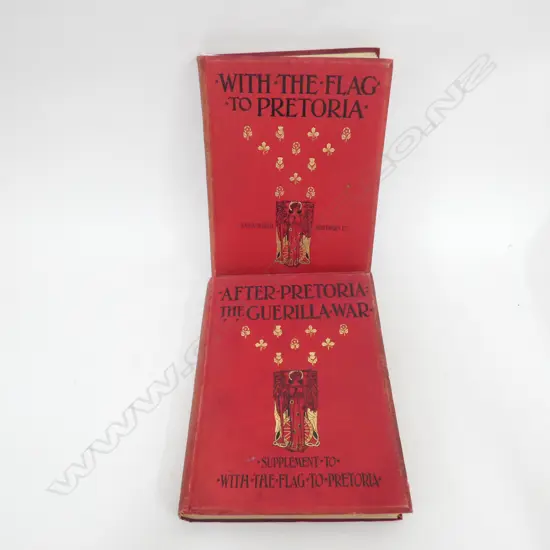 ·WITH·THE·FLAG·
·TO·PRETORIA·
·AFTER·PRETORIA:
THE·GUERILLA·WAR·
·SUPPLEMENT·TO·
·WITH·THE·FLAG·TO·PRETORIA·